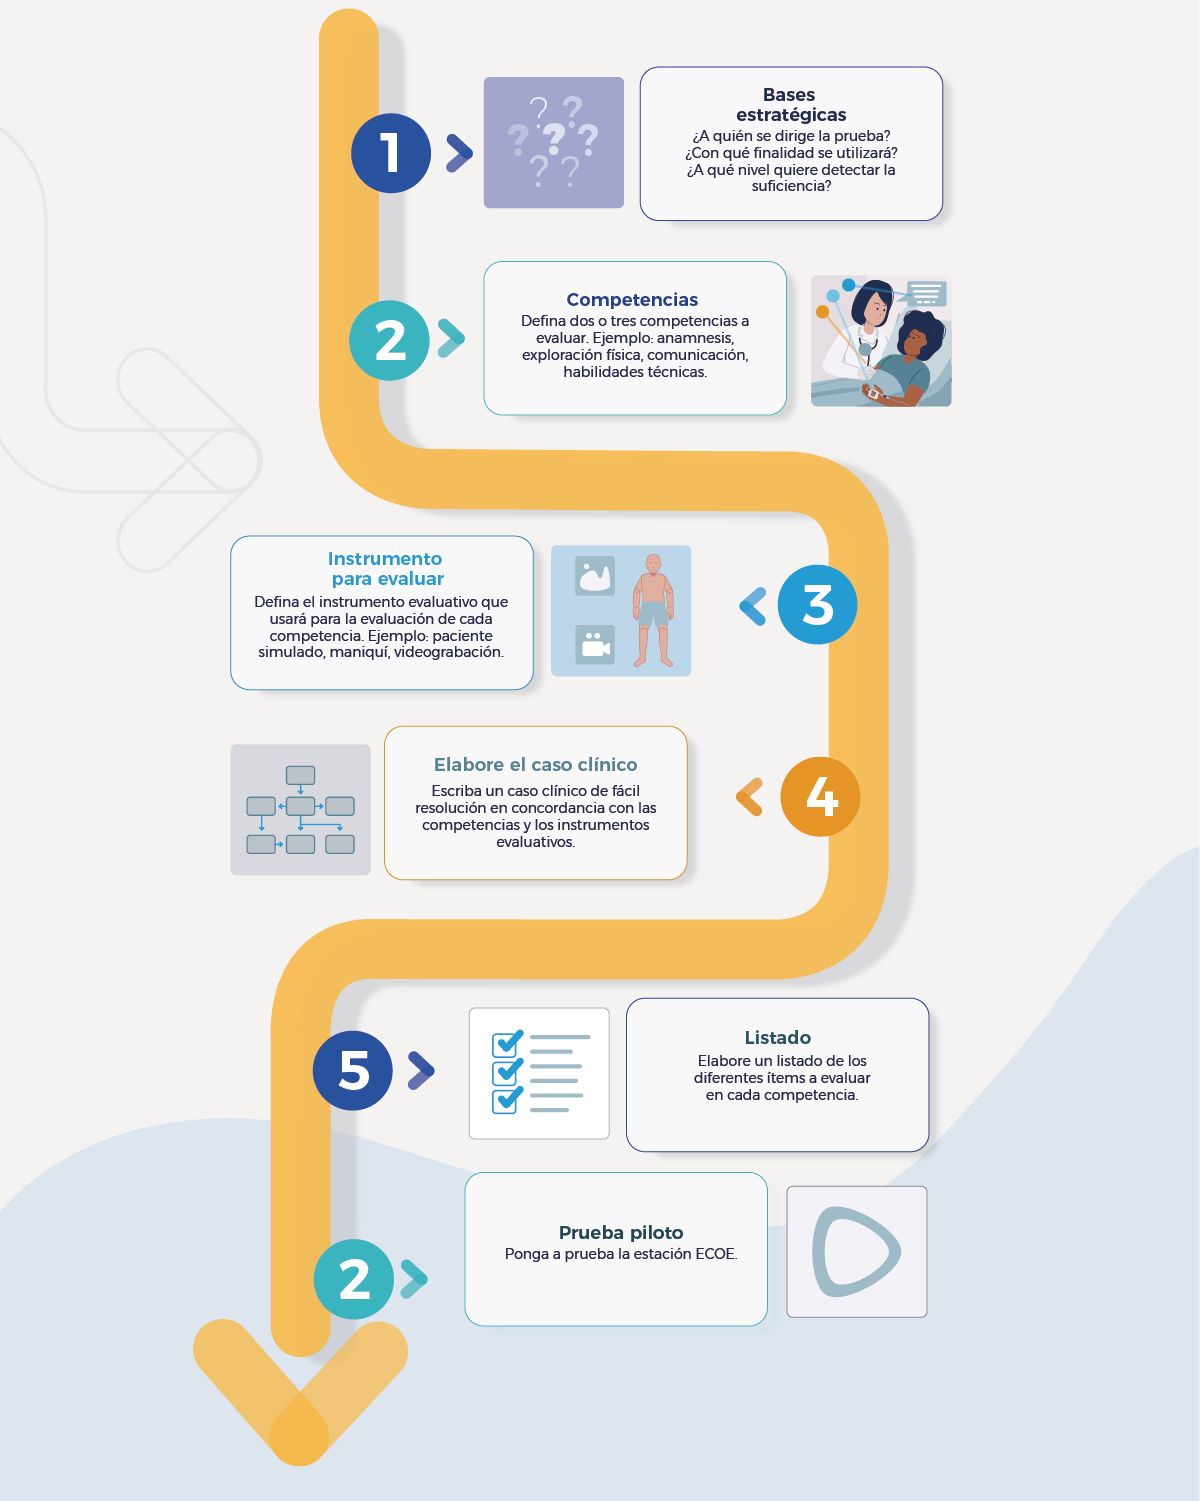 1
Bases
estratégicas
¿A quién se dirige la prueba?
¿Con qué finalidad se utilizará?
¿A qué nivel quiere detectar la
suficiencia?
2
Competencias
Defina dos o tres competencias a
evaluar. Ejemplo: anamnesis,
exploración física, comunicación,
habilidades técnicas.
3
Instrumento
para evaluar
Defina el instrumento evaluativo que
usará para la evaluación de cada
competencia. Ejemplo: paciente
simulado, maniquí, videograbación.
4
Elabore el caso clínico
Escriba un caso clínico de fácil
resolución en concordancia con las
competencias y los instrumentos
evaluativos.
5
Listado
Elabore un listado de los
diferentes ítems a evaluar
en cada competencia.
2
Prueba piloto
Ponga a prueba la estación ECOE.